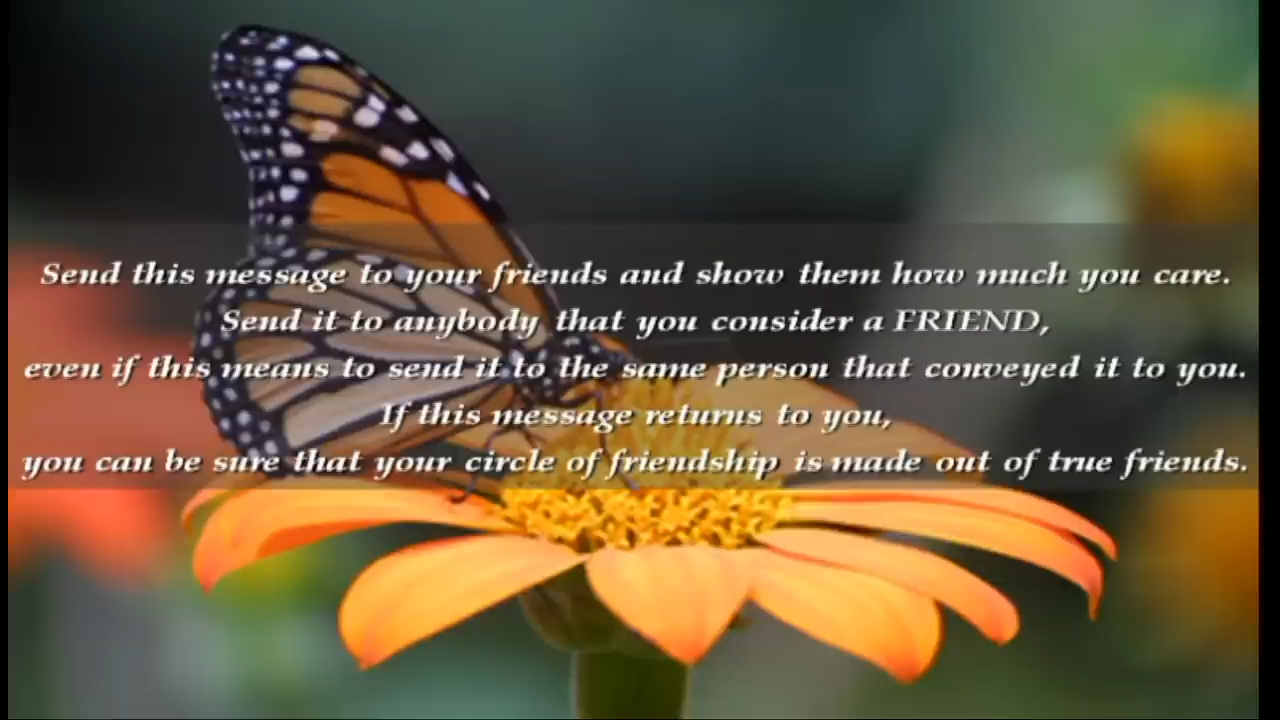 Send this message to your friends and show them how much you care.
Send it to anybody that you consider a FRIEND,
even if this means to send it to the same person that conveyed it to you.
If this message returns to you,
you can be sure that your circle of friendship is made out of true friends.